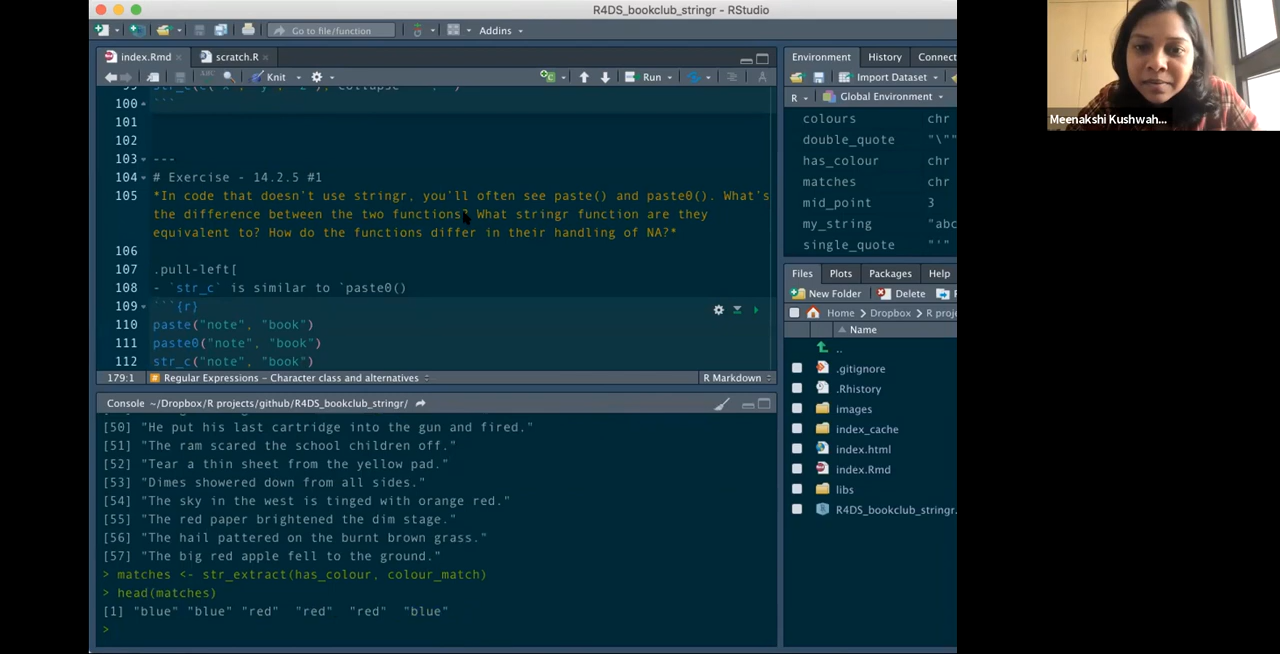 R4DS_bookclub_stringr - RStudio
Go to file/function
Addins
index.Rmd
scratch.R
Knit
Run
100 ```
101
102
103 ---
104 # Exercise - 14.2.5 #1
105 *In code that doesn't use stringr, you'll often see paste() and paste0(). What's
the difference between the two functions? What stringr function are they
equivalent to? How do the functions differ in their handling of NA?*
106
107 .pull-left[
108 - `str_c` is similar to `paste0()
109 ```{r}
110 paste("note", "book")
111 paste0("note", "book")
112 str_c("note", "book")
179:1 # Regular Expressions – Character class and alternatives
R Markdown
Console ~/Dropbox/R projects/github/R4DS_bookclub_stringr/
[50] "He put his last cartridge into the gun and fired."
[51] "The ram scared the school children off."
[52] "Tear a thin sheet from the yellow pad."
[53] "Dimes showered down from all sides."
[54] "The sky in the west is tinged with orange red."
[55] "The red paper brightened the dim stage."
[56] "The hail pattered on the burnt brown grass."
[57] "The big red apple fell to the ground."
> matches <- str_extract(has_colour, colour_match)
> head(matches)
[1] "blue" "blue" "red" "red" "red" "blue"
>
Environment History Connect
Import Dataset
R Global Environment
colours chr
double_quote "\""
has_colour chr
matches chr
mid_point 3
my_string "abc
single_quote "'"
Files Plots Packages Help
New Folder Delete
Home Dropbox R proje
Name
..
.gitignore
.Rhistory
images
index_cache
index.html
index.Rmd
libs
R4DS_bookclub_stringr.
Meenakshi Kushwah...